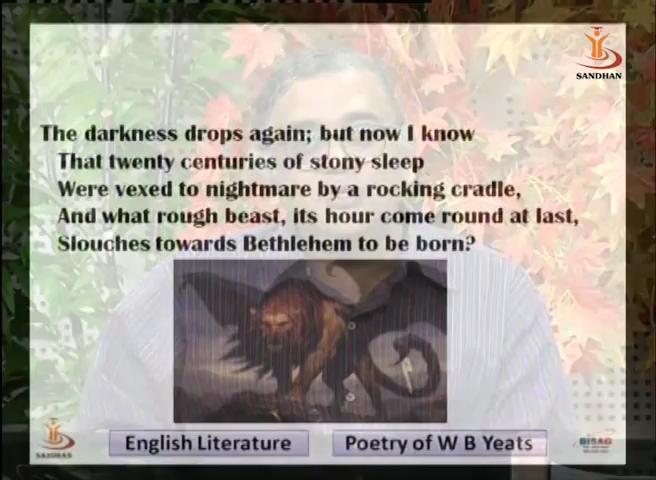 SANDHAN
The darkness drops again; but now I know
That twenty centuries of stony sleep
Were vexed to nightmare by a rocking cradle,
And what rough beast, its hour come round at last,
Slouches towards Bethlehem to be born?
SANDHAN
English Literature
Poetry of W B Yeats
BISAG